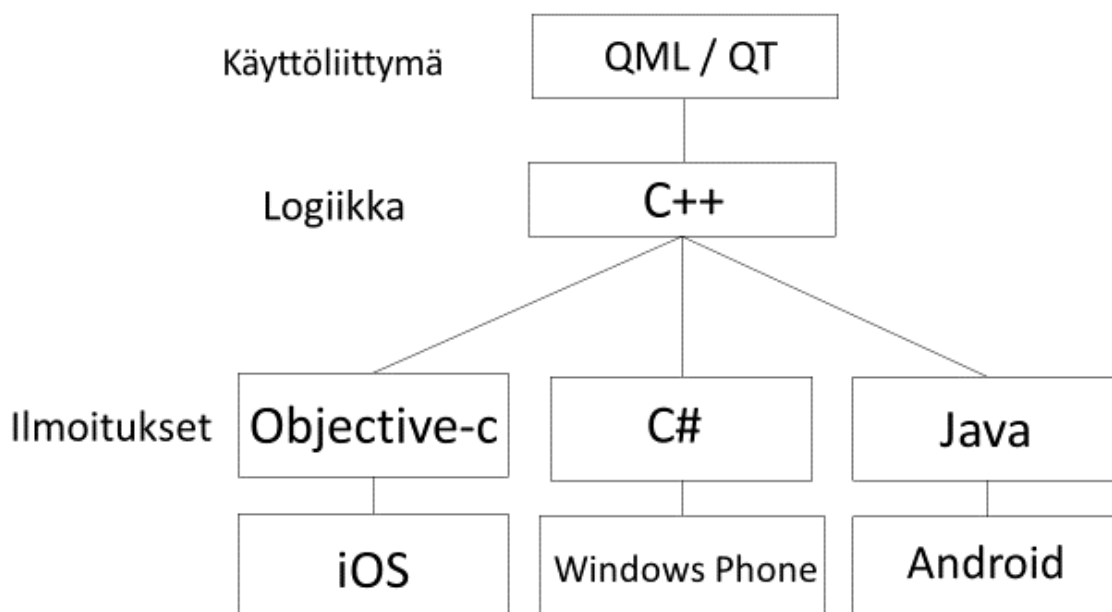 Käyttöliittymä
QML / QT
Logiikka
C++
Ilmoitukset
Objective-c
C#
Java
iOS
Windows Phone
Android